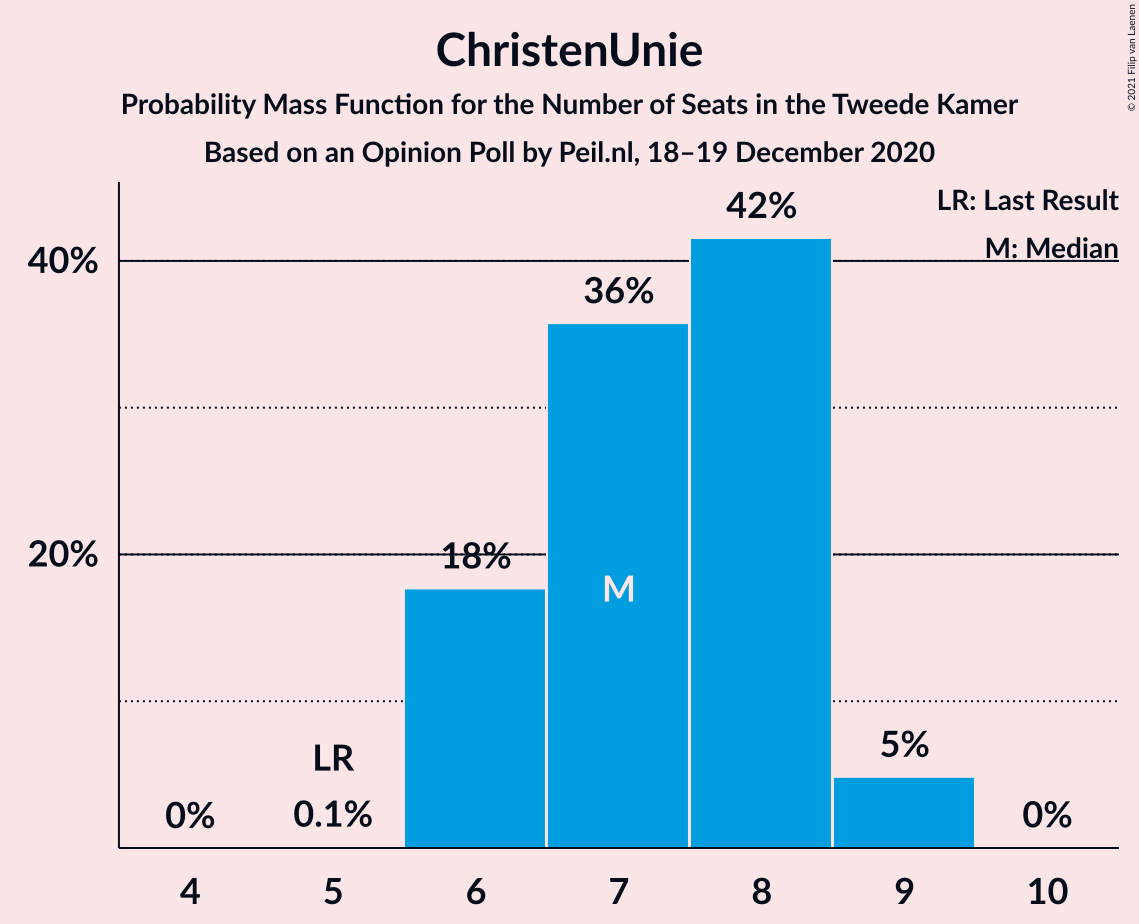 ChristenUnie
Probability Mass Function for the Number of Seats in the Tweede Kamer
Based on an Opinion Poll by Peil.nl, 18–19 December 2020
© 2021 Filip van Laenen
LR: Last Result
M: Median
40%
20%
0%
LR
0.1%
18%
36%
M
42%
5%
0%
4 5 6 7 8 9 10